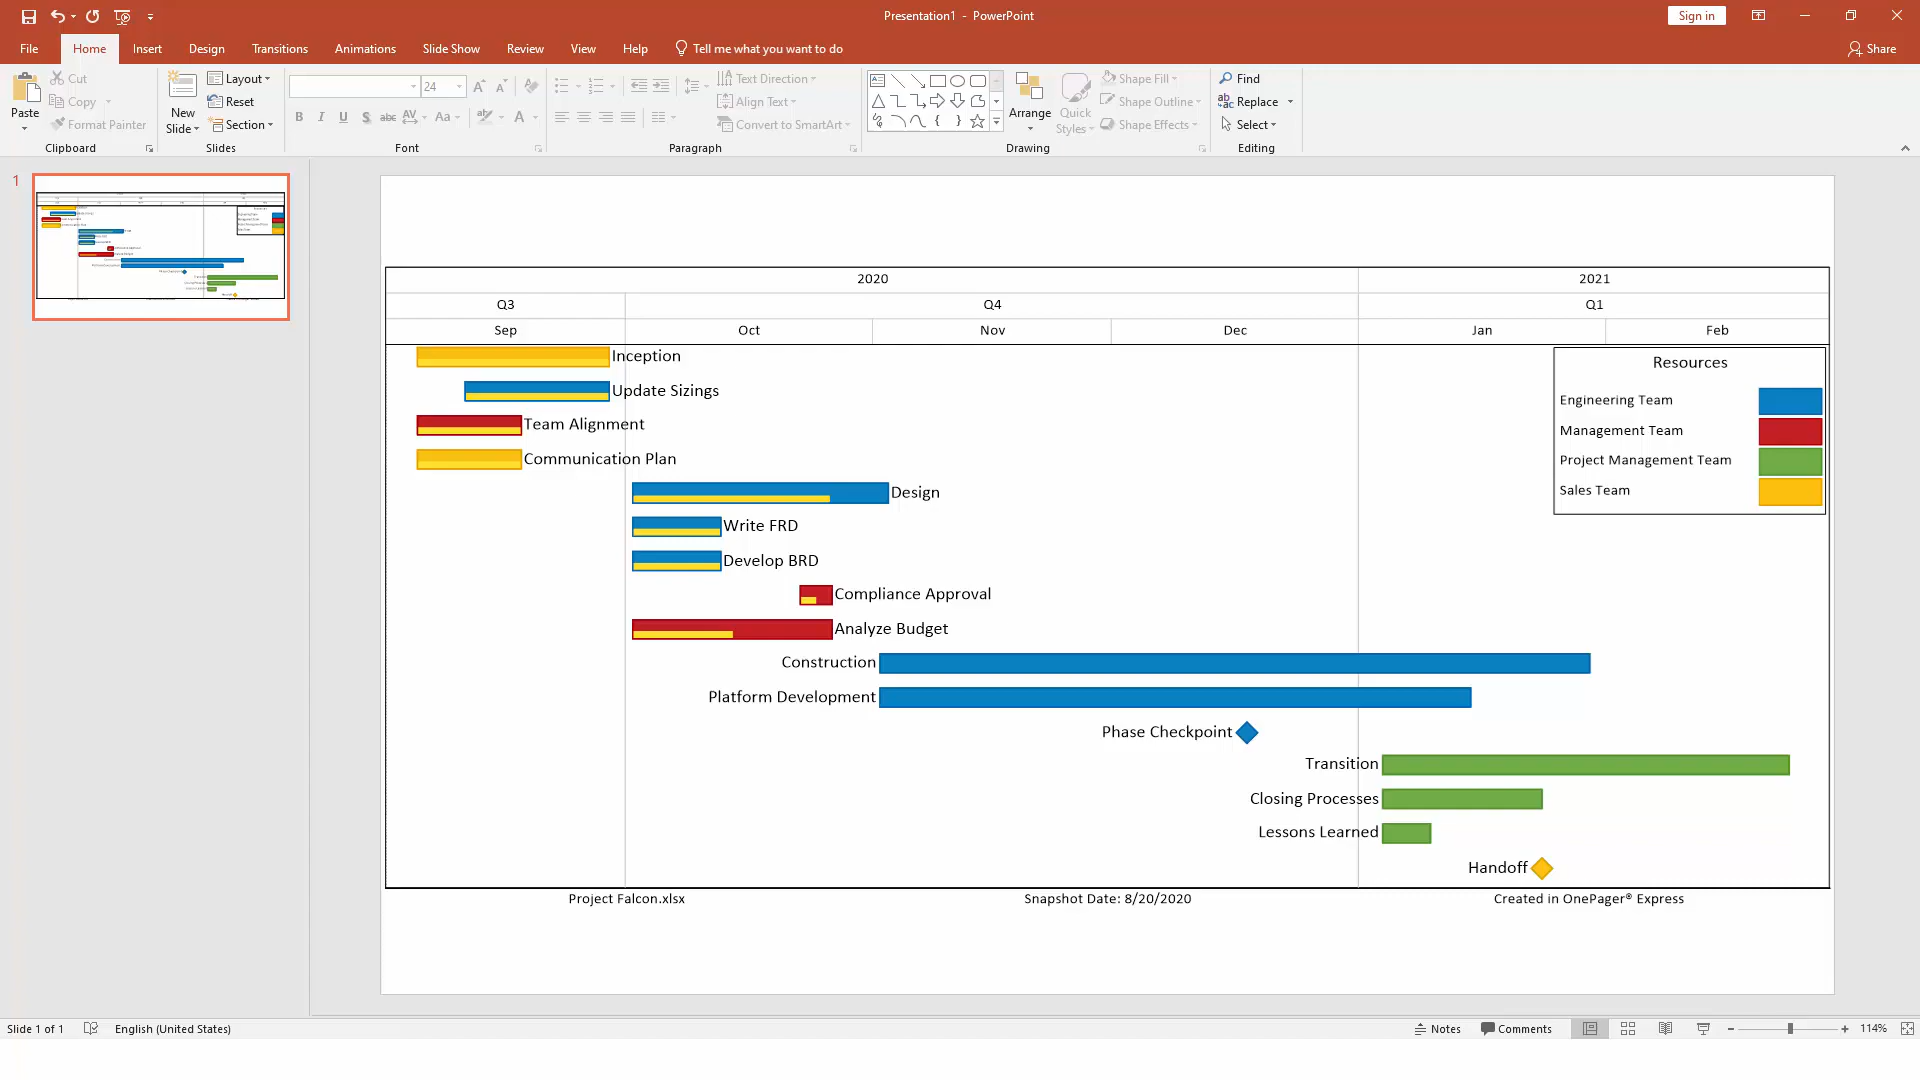 Presentation1 - PowerPoint
Sign in
File Home Insert Design Transitions Animations Slide Show Review View Help Tell me what you want to do Share
Paste
Cut
Copy
Format Painter
Clipboard
New Slide
Layout
Reset
Section
Slides
24
B I U S abc AV Aa A
Font
Text Direction
Align Text
Convert to SmartArt
Paragraph
Arrange
Quick Styles
Shape Fill
Shape Outline
Shape Effects
Drawing
Find
Replace
Select
Editing
1
2020 2021
Q3 Q4 Q1
Sep Oct Nov Dec Jan Feb
Inception
Resources
Update Sizings
Engineering Team
Team Alignment
Management Team
Communication Plan
Project Management Team
Design
Sales Team
Write FRD
Develop BRD
Compliance Approval
Analyze Budget
Construction
Platform Development
Phase Checkpoint
Transition
Closing Processes
Lessons Learned
Handoff
Project Falcon.xlsx Snapshot Date: 8/20/2020 Created in OnePager® Express
Slide 1 of 1 English (United States) Notes Comments 114%